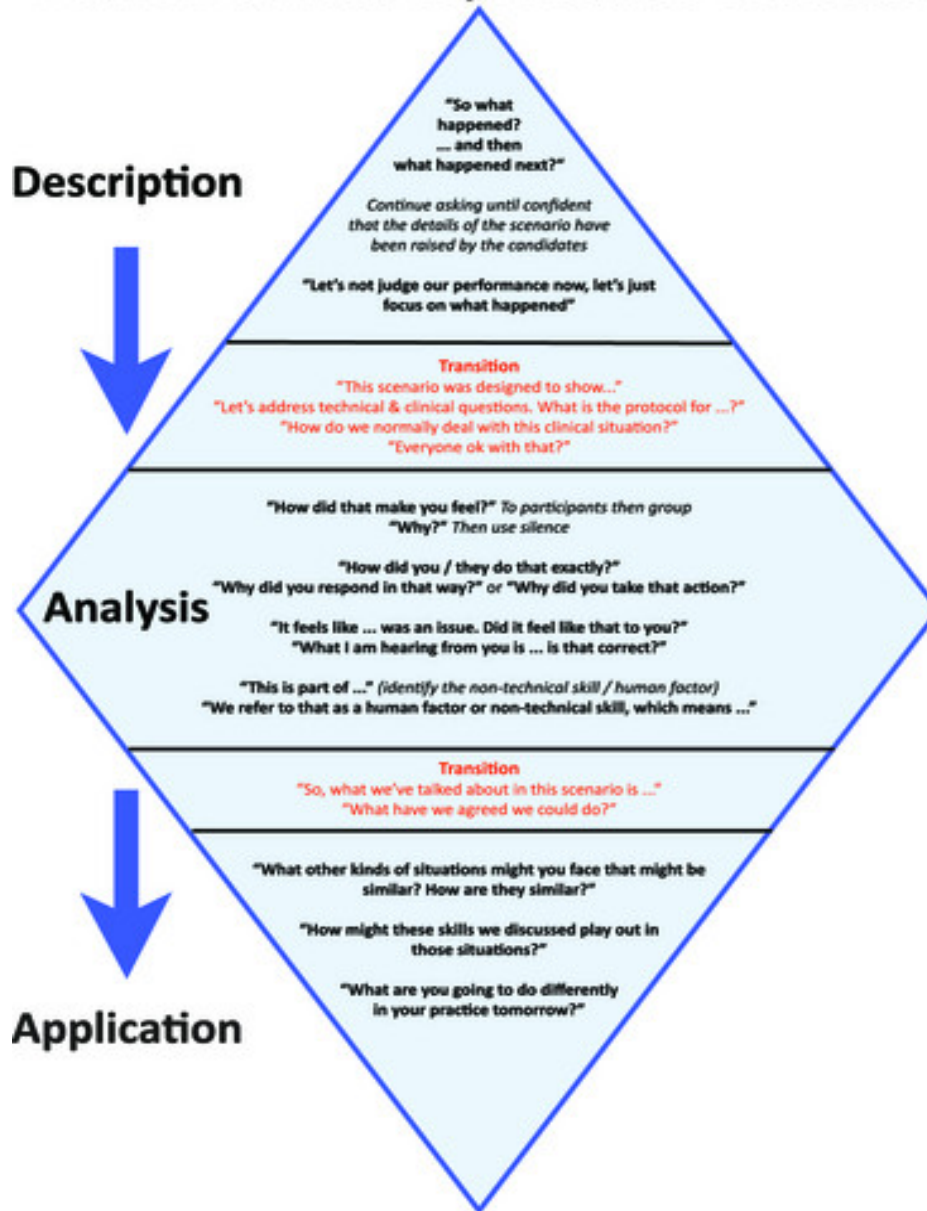 "So what
happened?
... and then
what happened next?"
Description
Continue asking until confident
that the details of the scenario have
been raised by the candidates
"Let's not judge our performance now, let's just
focus on what happened"
Transition
"This scenario was designed to show..."
"Let's address technical & clinical questions. What is the protocol for ...?"
"How do we normally deal with this clinical situation?"
"Everyone ok with that?"
"How did that make you feel?" To participants then group
"Why?" Then use silence
"How did you / they do that exactly?"
Analysis
"Why did you respond in that way?" or "Why did you take that action?"
"It feels like ... was an issue. Did it feel like that to you?"
"What I am hearing from you is ... is that correct?"
"This is part of ..." (identify the non-technical skill / human factor)
"We refer to that as a human factor or non-technical skill, which means ..."
Transition
"So, what we've talked about in this scenario is ..."
"What have we agreed we could do?"
"What other kinds of situations might you face that might be
similar? How are they similar?"
"How might these skills we discussed play out in
those situations?"
"What are you going to do differently
in your practice tomorrow?"
Application